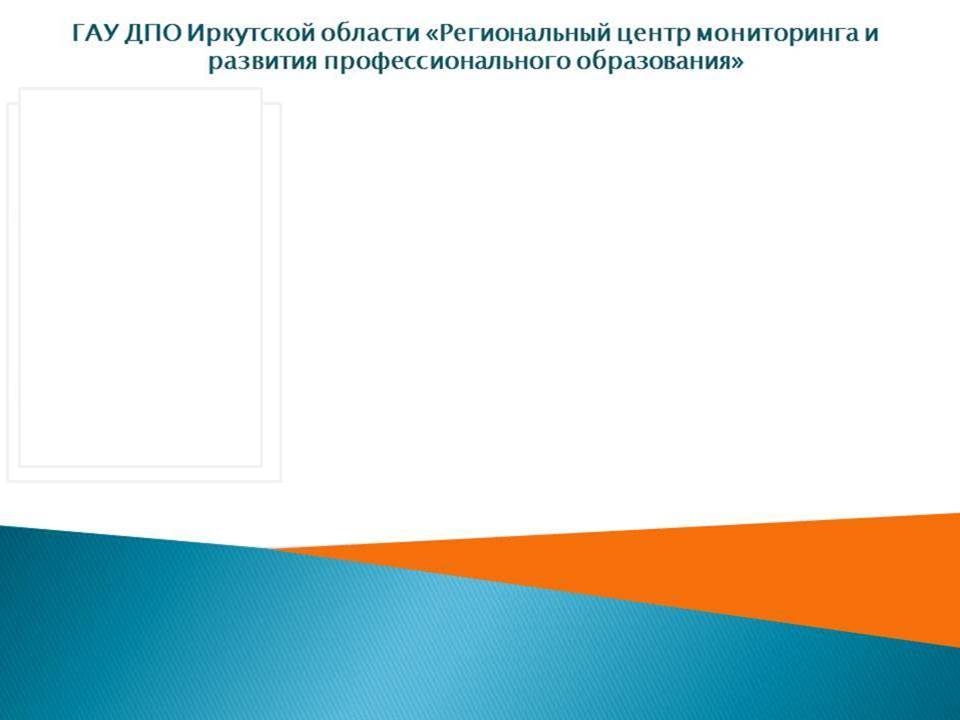 ГАУ ДПО Иркутской области «Региональный центр мониторинга и
развития профессионального образования»